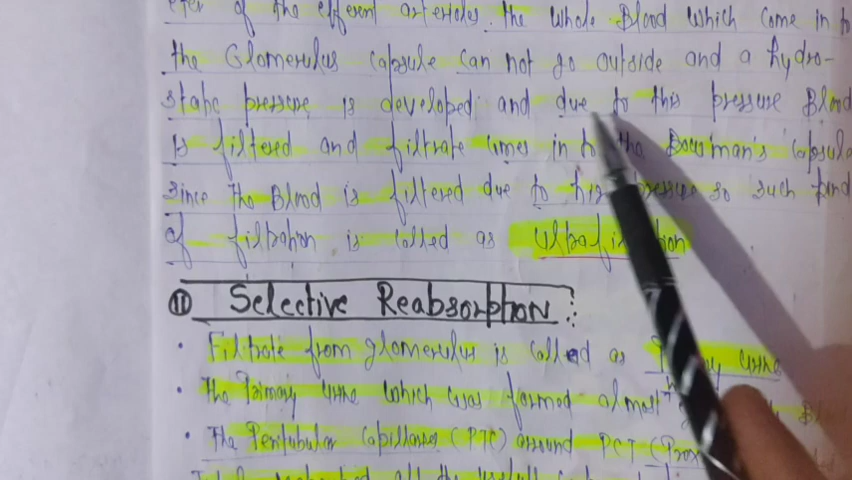 eter of the efferent arterioles. the whole Blood which come in to
the Glomerulus capsule can not go outside and a hydro-
static pressure is developed and due to this pressure Blood
is filtered and filtrate comes in to the Bowman's capsule
since the Blood is filtered due to pressure so such kind
of filtration is called as
(II) Selective Reabsorption :
• Filtrate from glomerulus is called as urine
• The Primary urine which was formed almost
• The Peritubular capillaries (PTC) around PCT